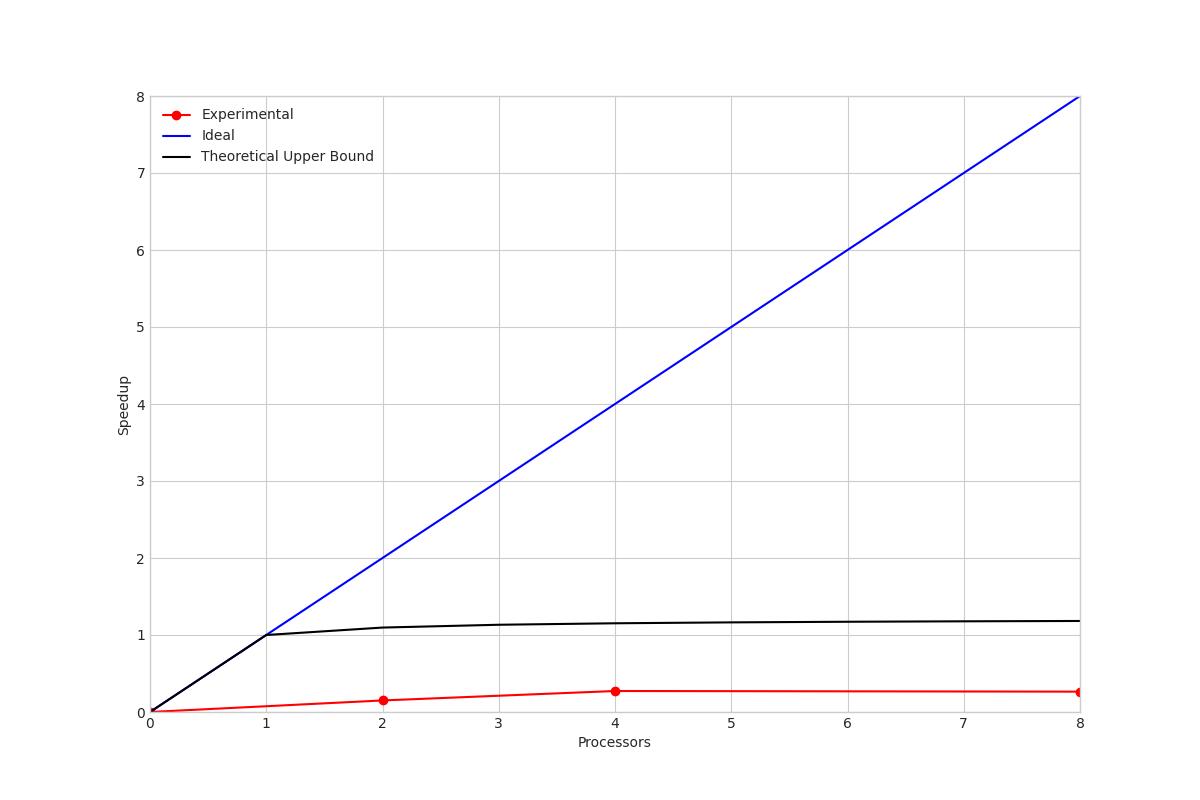 Experimental
Ideal
Theoretical Upper Bound
8
7
6
5
4
3
2
1
0
Speedup
0 1 2 3 4 5 6 7 8
Processors